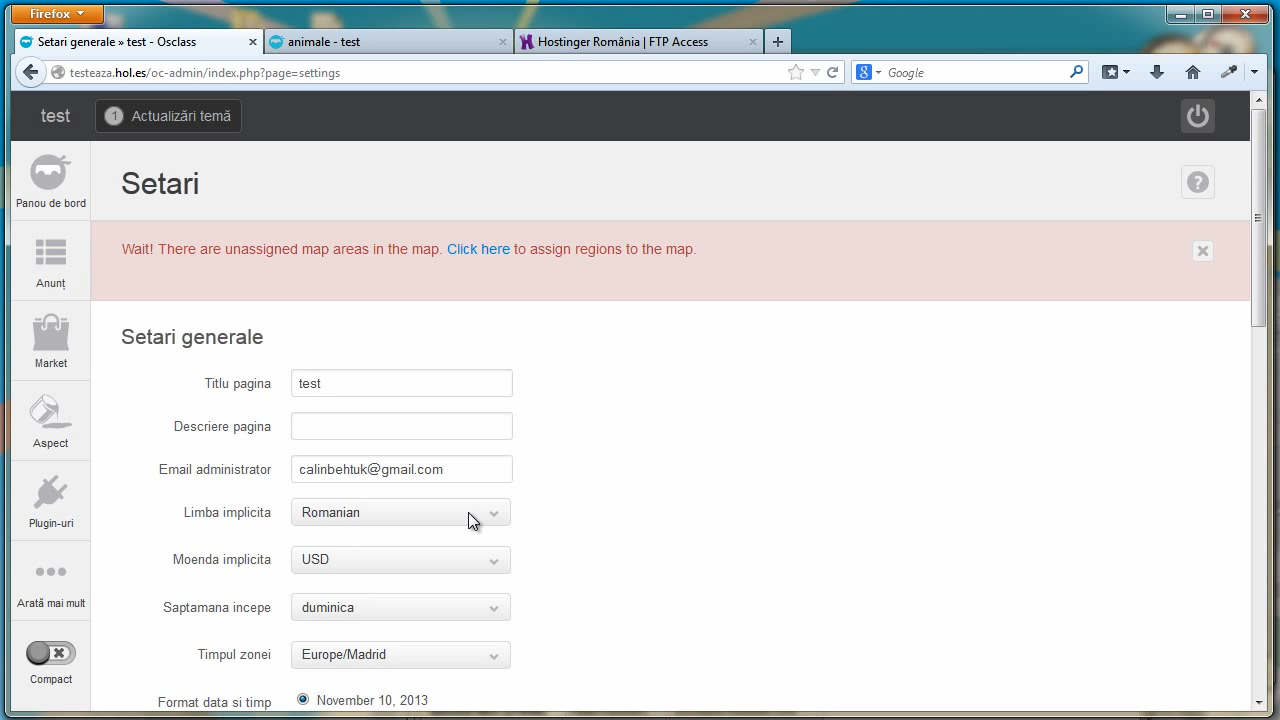 Firefox
Setari generale » test - Osclass
animale - test
Hostinger România | FTP Access
testeaza.hol.es/oc-admin/index.php?page=settings
8
Google
test
1
Actualizări temă
Panou de bord
Setari
?
Wait! There are unassigned map areas in the map. Click here to assign regions to the map.
Anunț
Market
Aspect
Plugin-uri
Arată mai mult
Compact
Setari generale
Titlu pagina
test
Descriere pagina
Email administrator
calinbehtuk@gmail.com
Limba implicita
Romanian
Moenda implicita
USD
Saptamana incepe
duminica
Timpul zonei
Europe/Madrid
Format data si timp
November 10, 2013